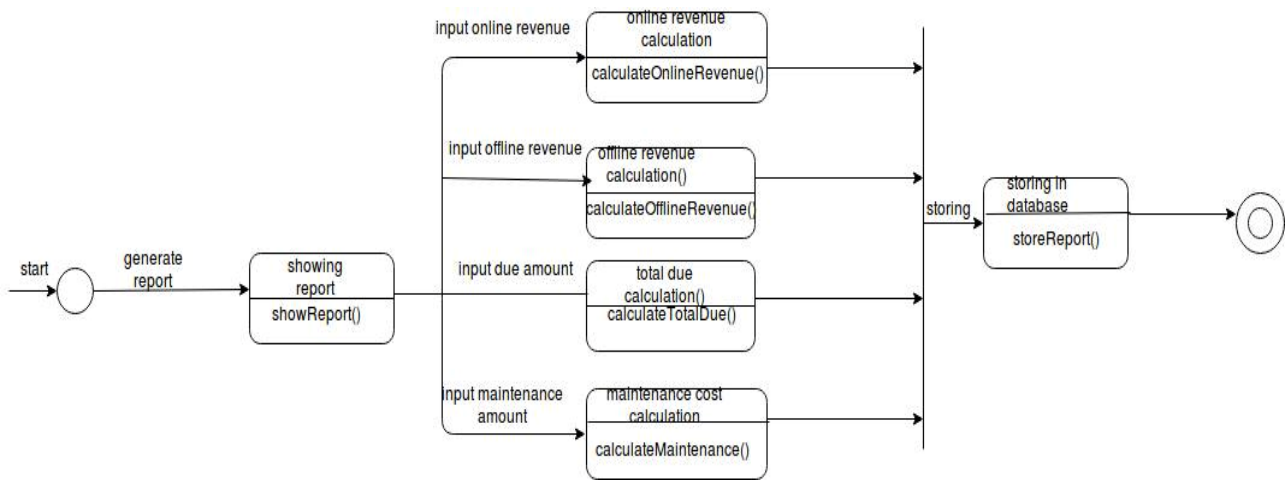 start
generate
report
showing
report
showReport()
input online revenue
online revenue
calculation
calculateOnlineRevenue()
input offline revenue
offline revenue
calculation()
calculateOfflineRevenue()
input due amount
total due
calculation()
calculateTotalDue()
input maintenance
amount
maintenance cost
calculation
calculateMaintenance()
storing
storing in
database
storeReport()